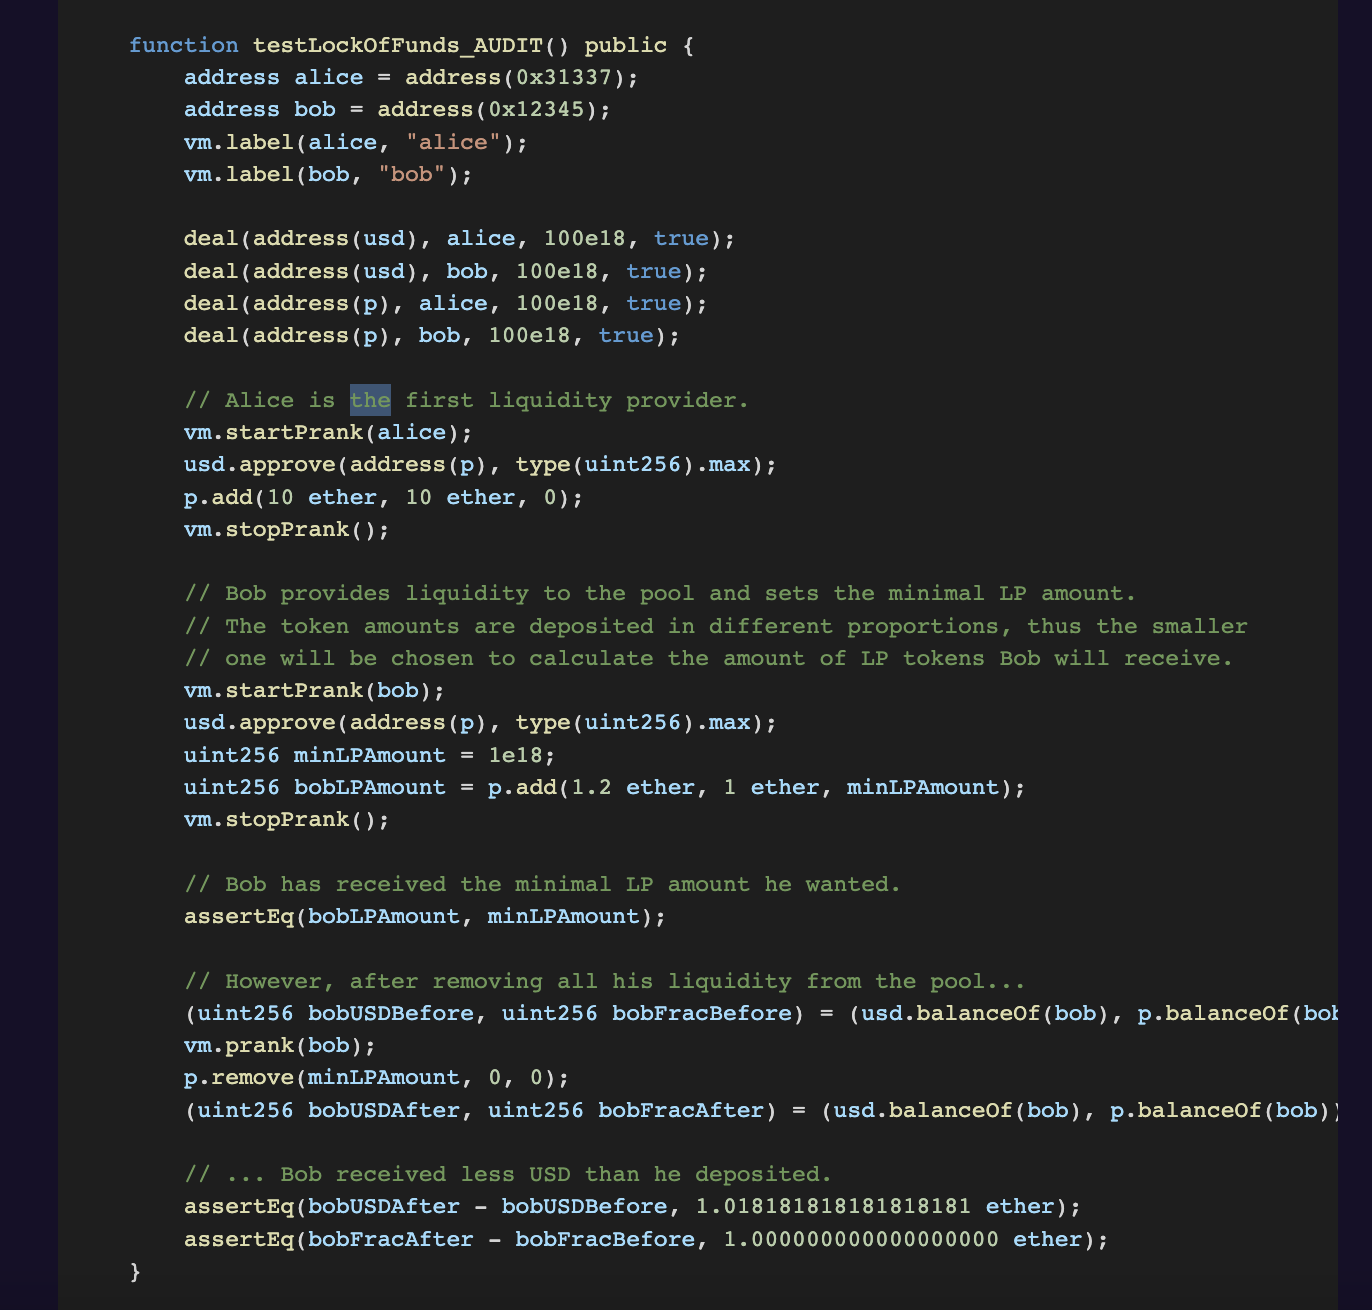 function testLockOfFunds_AUDIT() public {
address alice = address(0x31337);
address bob = address(0x12345);
vm.label(alice, "alice");
vm.label(bob, "bob");
deal(address(usd), alice, 100e18, true);
deal(address(usd), bob, 100e18, true);
deal(address(p), alice, 100e18, true);
deal(address(p), bob, 100e18, true);
// Alice is the first liquidity provider.
vm.startPrank(alice);
usd.approve(address(p), type(uint256).max);
p.add(10 ether, 10 ether, 0);
vm.stopPrank();
// Bob provides liquidity to the pool and sets the minimal LP amount.
// The token amounts are deposited in different proportions, thus the smaller
// one will be chosen to calculate the amount of LP tokens Bob will receive.
vm.startPrank(bob);
usd.approve(address(p), type(uint256).max);
uint256 minLPAmount = 1e18;
uint256 bobLPAmount = p.add(1.2 ether, 1 ether, minLPAmount);
vm.stopPrank();
// Bob has received the minimal LP amount he wanted.
assertEq(bobLPAmount, minLPAmount);
// However, after removing all his liquidity from the pool...
(uint256 bobUSDBefore, uint256 bobFracBefore) = (usd.balanceOf(bob), p.balanceOf(bob
vm.prank(bob);
p.remove(minLPAmount, 0, 0);
(uint256 bobUSDAfter, uint256 bobFracAfter) = (usd.balanceOf(bob), p.balanceOf(bob))
// ... Bob received less USD than he deposited.
assertEq(bobUSDAfter - bobUSDBefore, 1.018181818181818181 ether);
assertEq(bobFracAfter - bobFracBefore, 1.000000000000000000 ether);
}